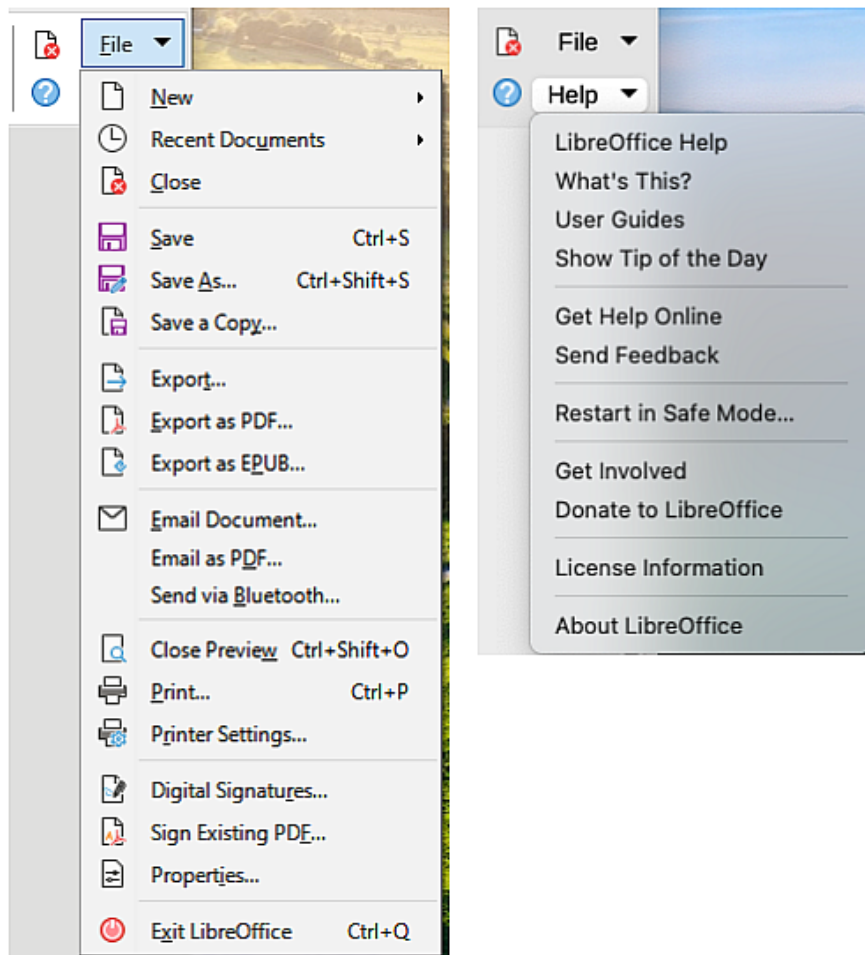 File
New
Recent Documents
Close
Save Ctrl+S
Save As... Ctrl+Shift+S
Save a Copy...
Export...
Export as PDF...
Export as EPUB...
Email Document...
Email as PDF...
Send via Bluetooth...
Close Preview Ctrl+Shift+O
Print... Ctrl+P
Printer Settings...
Digital Signatures...
Sign Existing PDF...
Properties...
Exit LibreOffice Ctrl+Q
File
Help
LibreOffice Help
What's This?
User Guides
Show Tip of the Day
Get Help Online
Send Feedback
Restart in Safe Mode...
Get Involved
Donate to LibreOffice
License Information
About LibreOffice